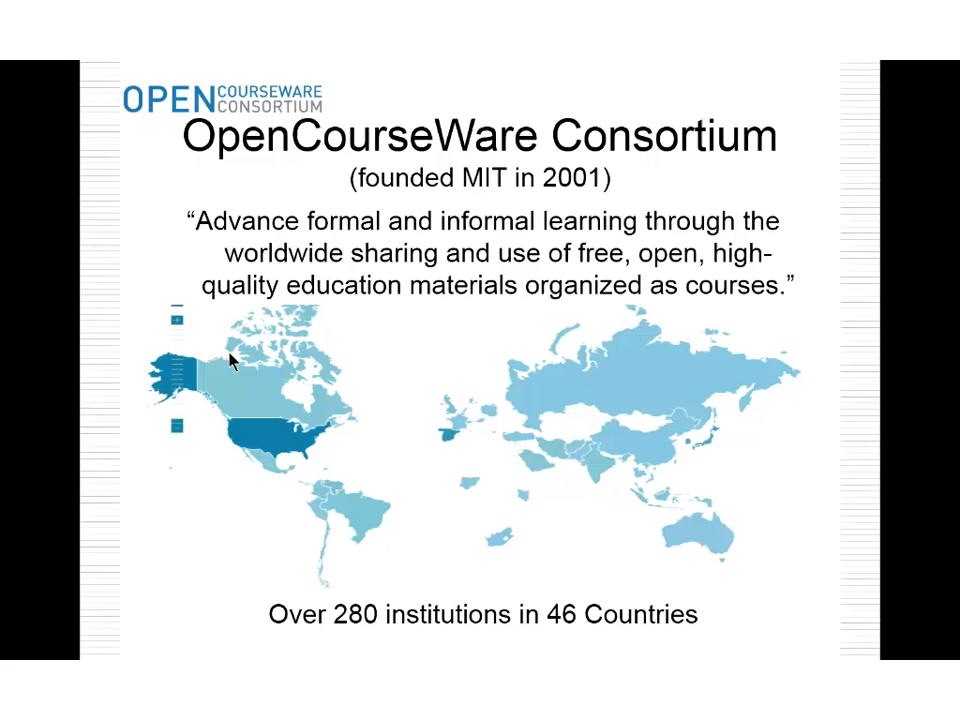 OPEN COURSEWARE
CONSORTIUM
OpenCourseWare Consortium
(founded MIT in 2001)
“Advance formal and informal learning through the
worldwide sharing and use of free, open, high-
quality education materials organized as courses.”
Over 280 institutions in 46 Countries